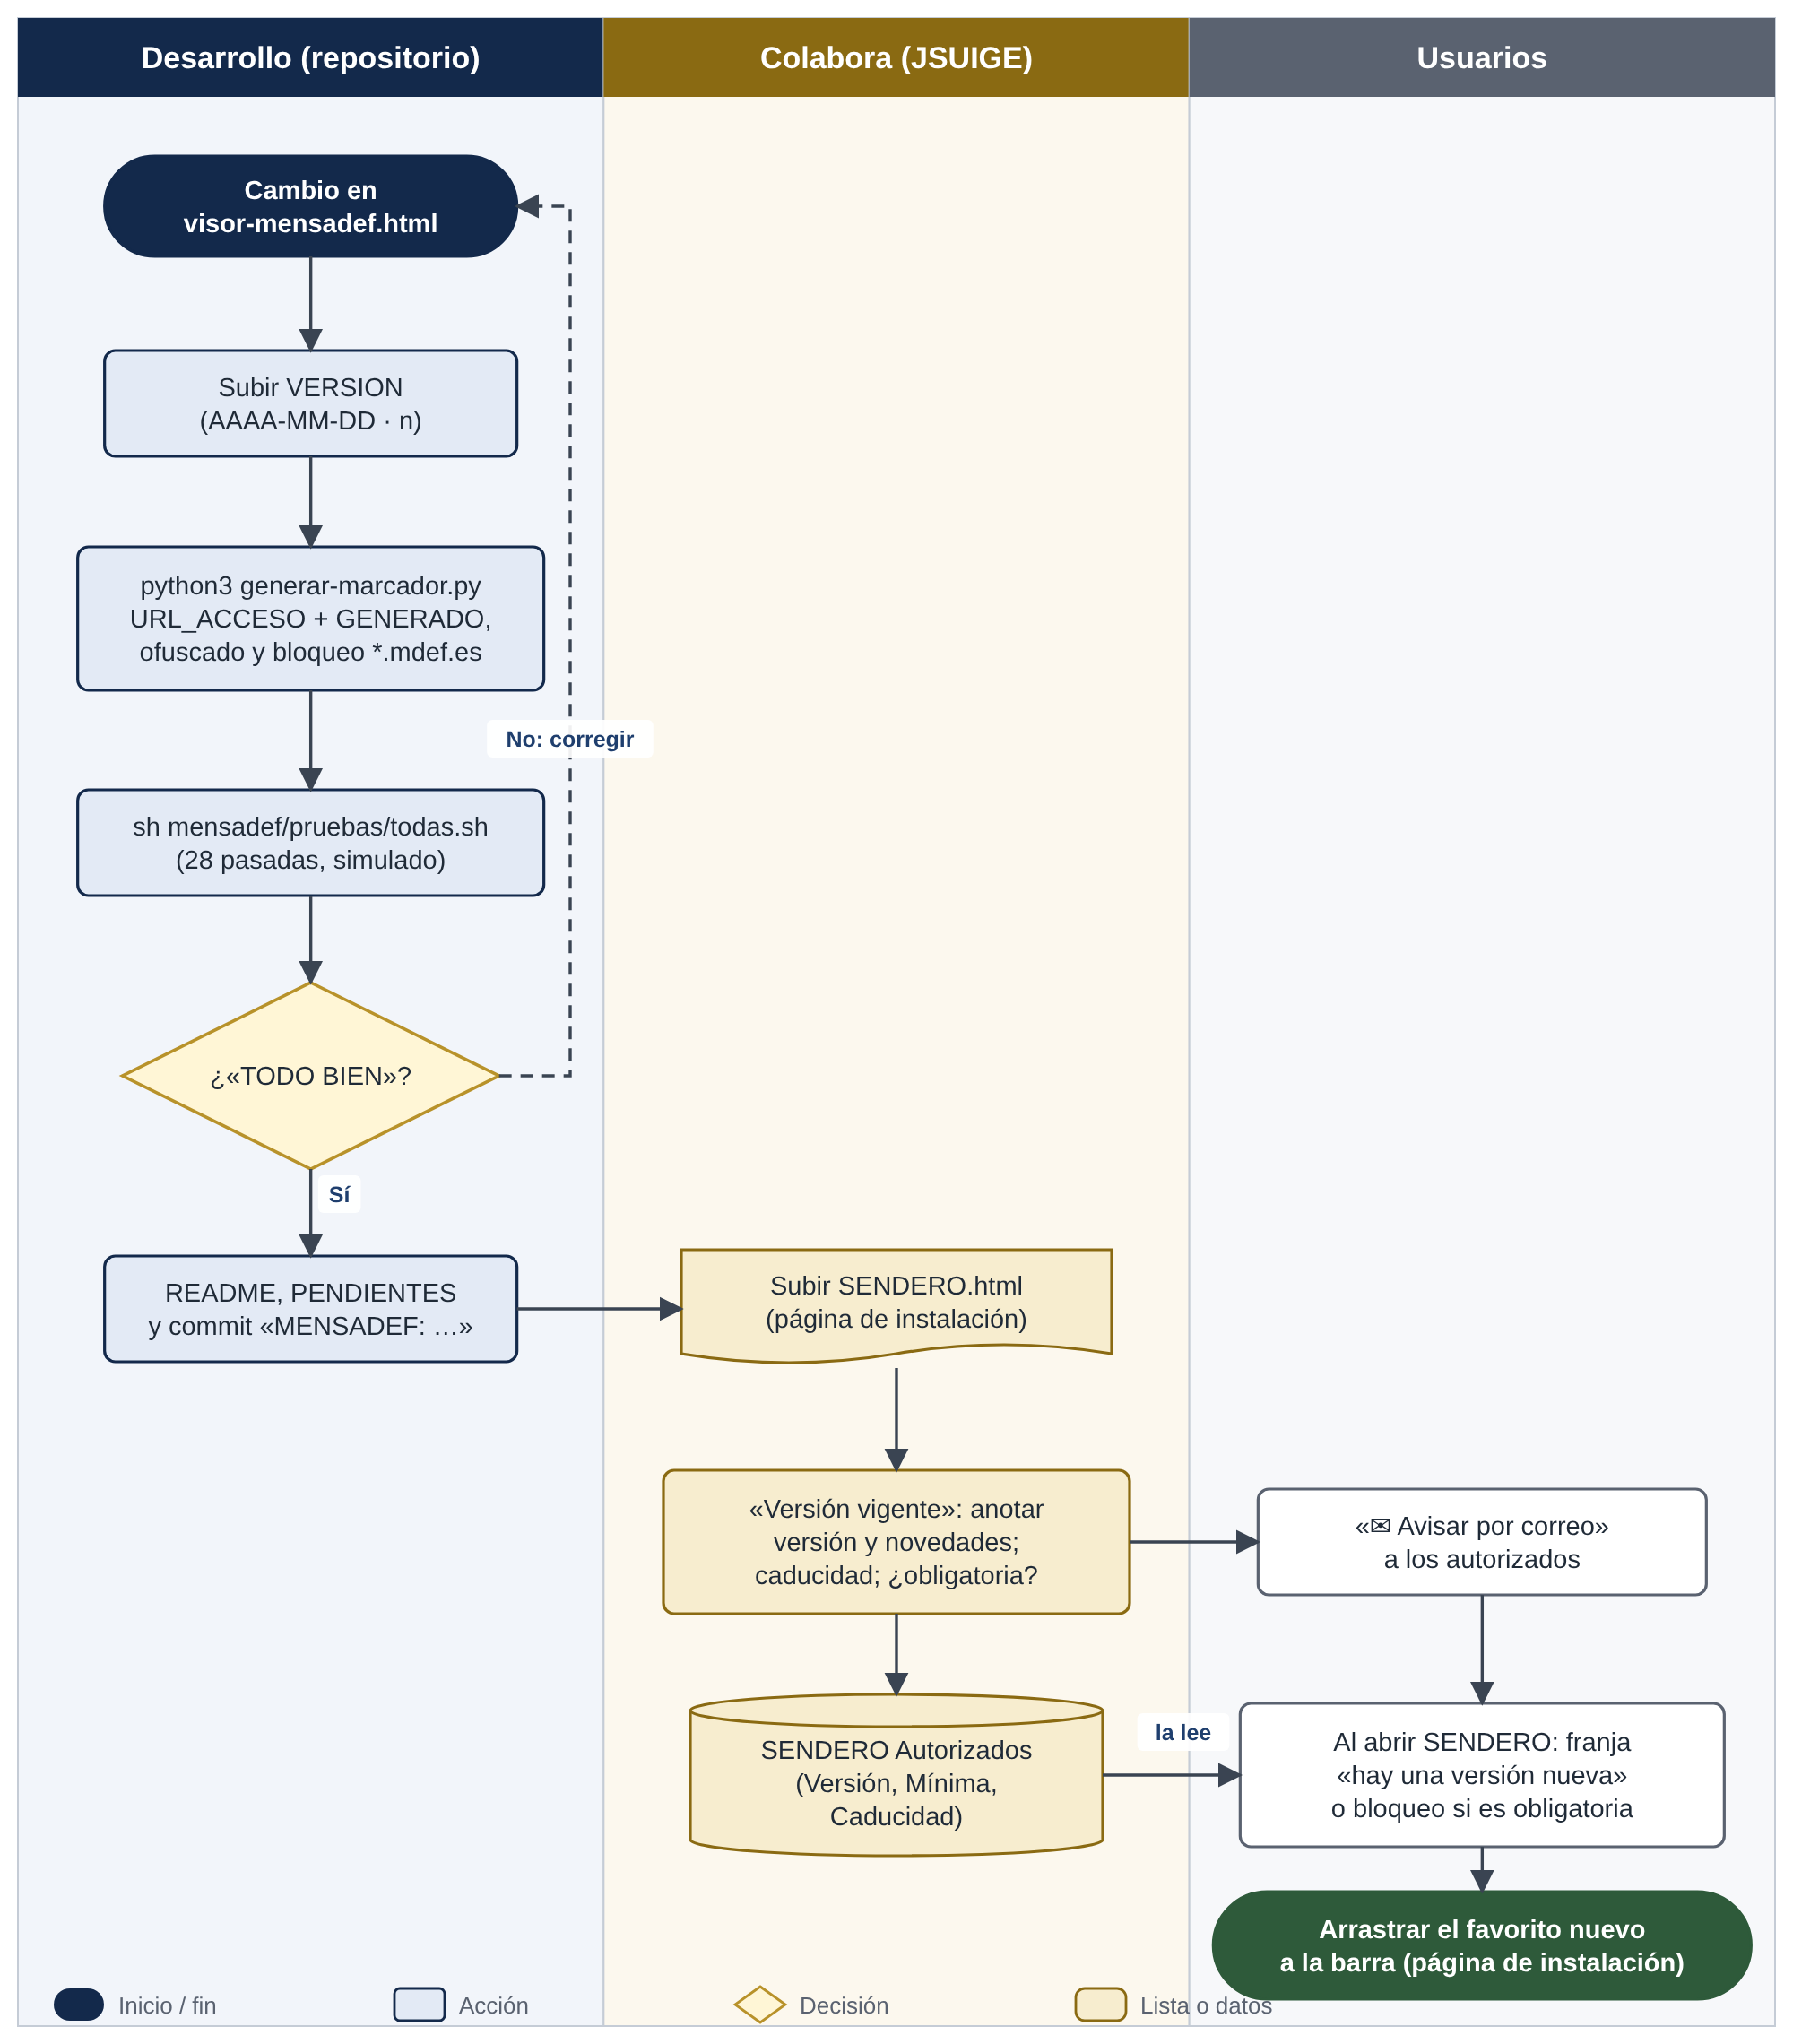 Desarrollo (repositorio)
Colabora (JSUIGE)
Usuarios
Cambio en
visor-mensadef.html
Subir VERSION
(AAAA-MM-DD · n)
python3 generar-marcador.py
URL_ACCESO + GENERADO,
ofuscado y bloqueo *.mdef.es
No: corregir
sh mensadef/pruebas/todas.sh
(28 pasadas, simulado)
¿«TODO BIEN»?
Sí
README, PENDIENTES
y commit «MENSADEF: …»
Subir SENDERO.html
(página de instalación)
«Versión vigente»: anotar
versión y novedades;
caducidad; ¿obligatoria?
«✉ Avisar por correo»
a los autorizados
SENDERO Autorizados
(Versión, Mínima,
Caducidad)
la lee
Al abrir SENDERO: franja
«hay una versión nueva»
o bloqueo si es obligatoria
Arrastrar el favorito nuevo
a la barra (página de instalación)
Inicio / fin
Acción
Decisión
Lista o datos